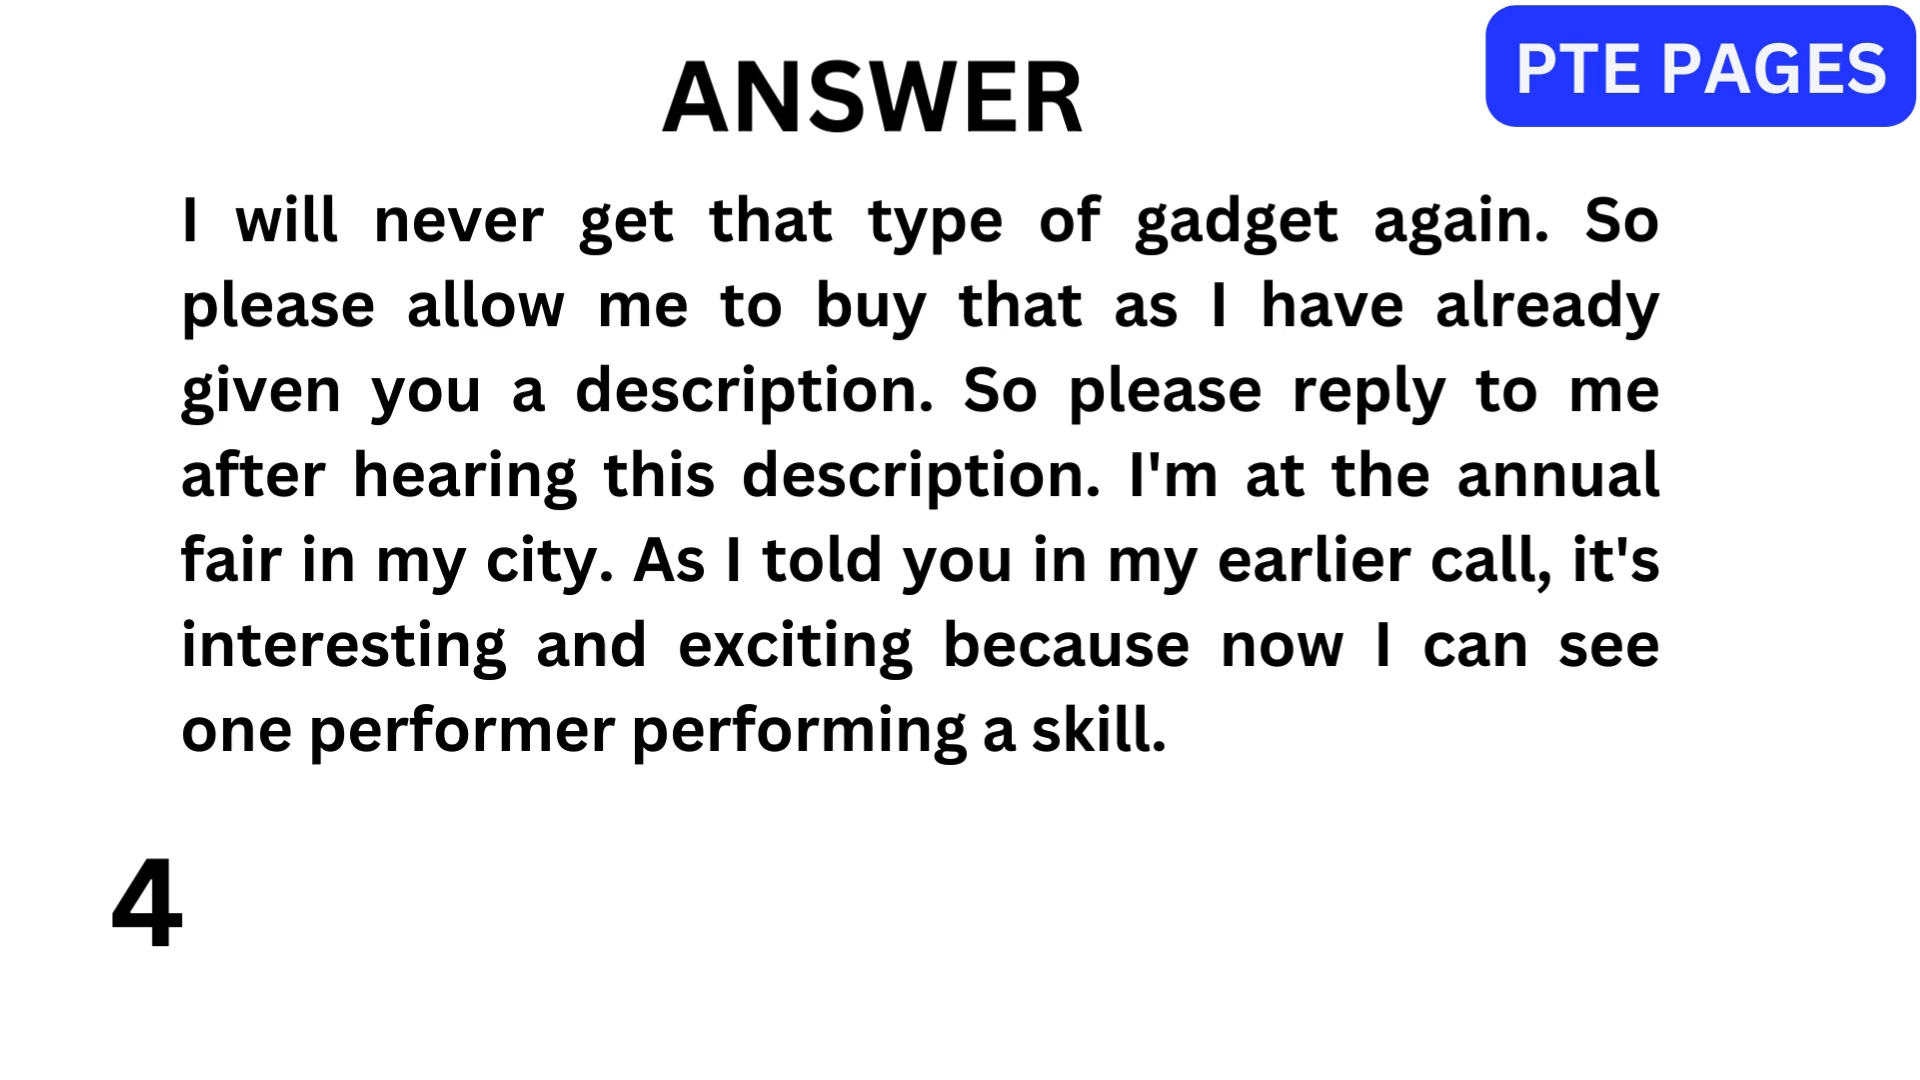 PTE PAGES
ANSWER
I will never get that type of gadget again. So
please allow me to buy that as I have already
given you a description. So please reply to me
after hearing this description. I'm at the annual
fair in my city. As I told you in my earlier call, it's
interesting and exciting because now I can see
one performer performing a skill.
4